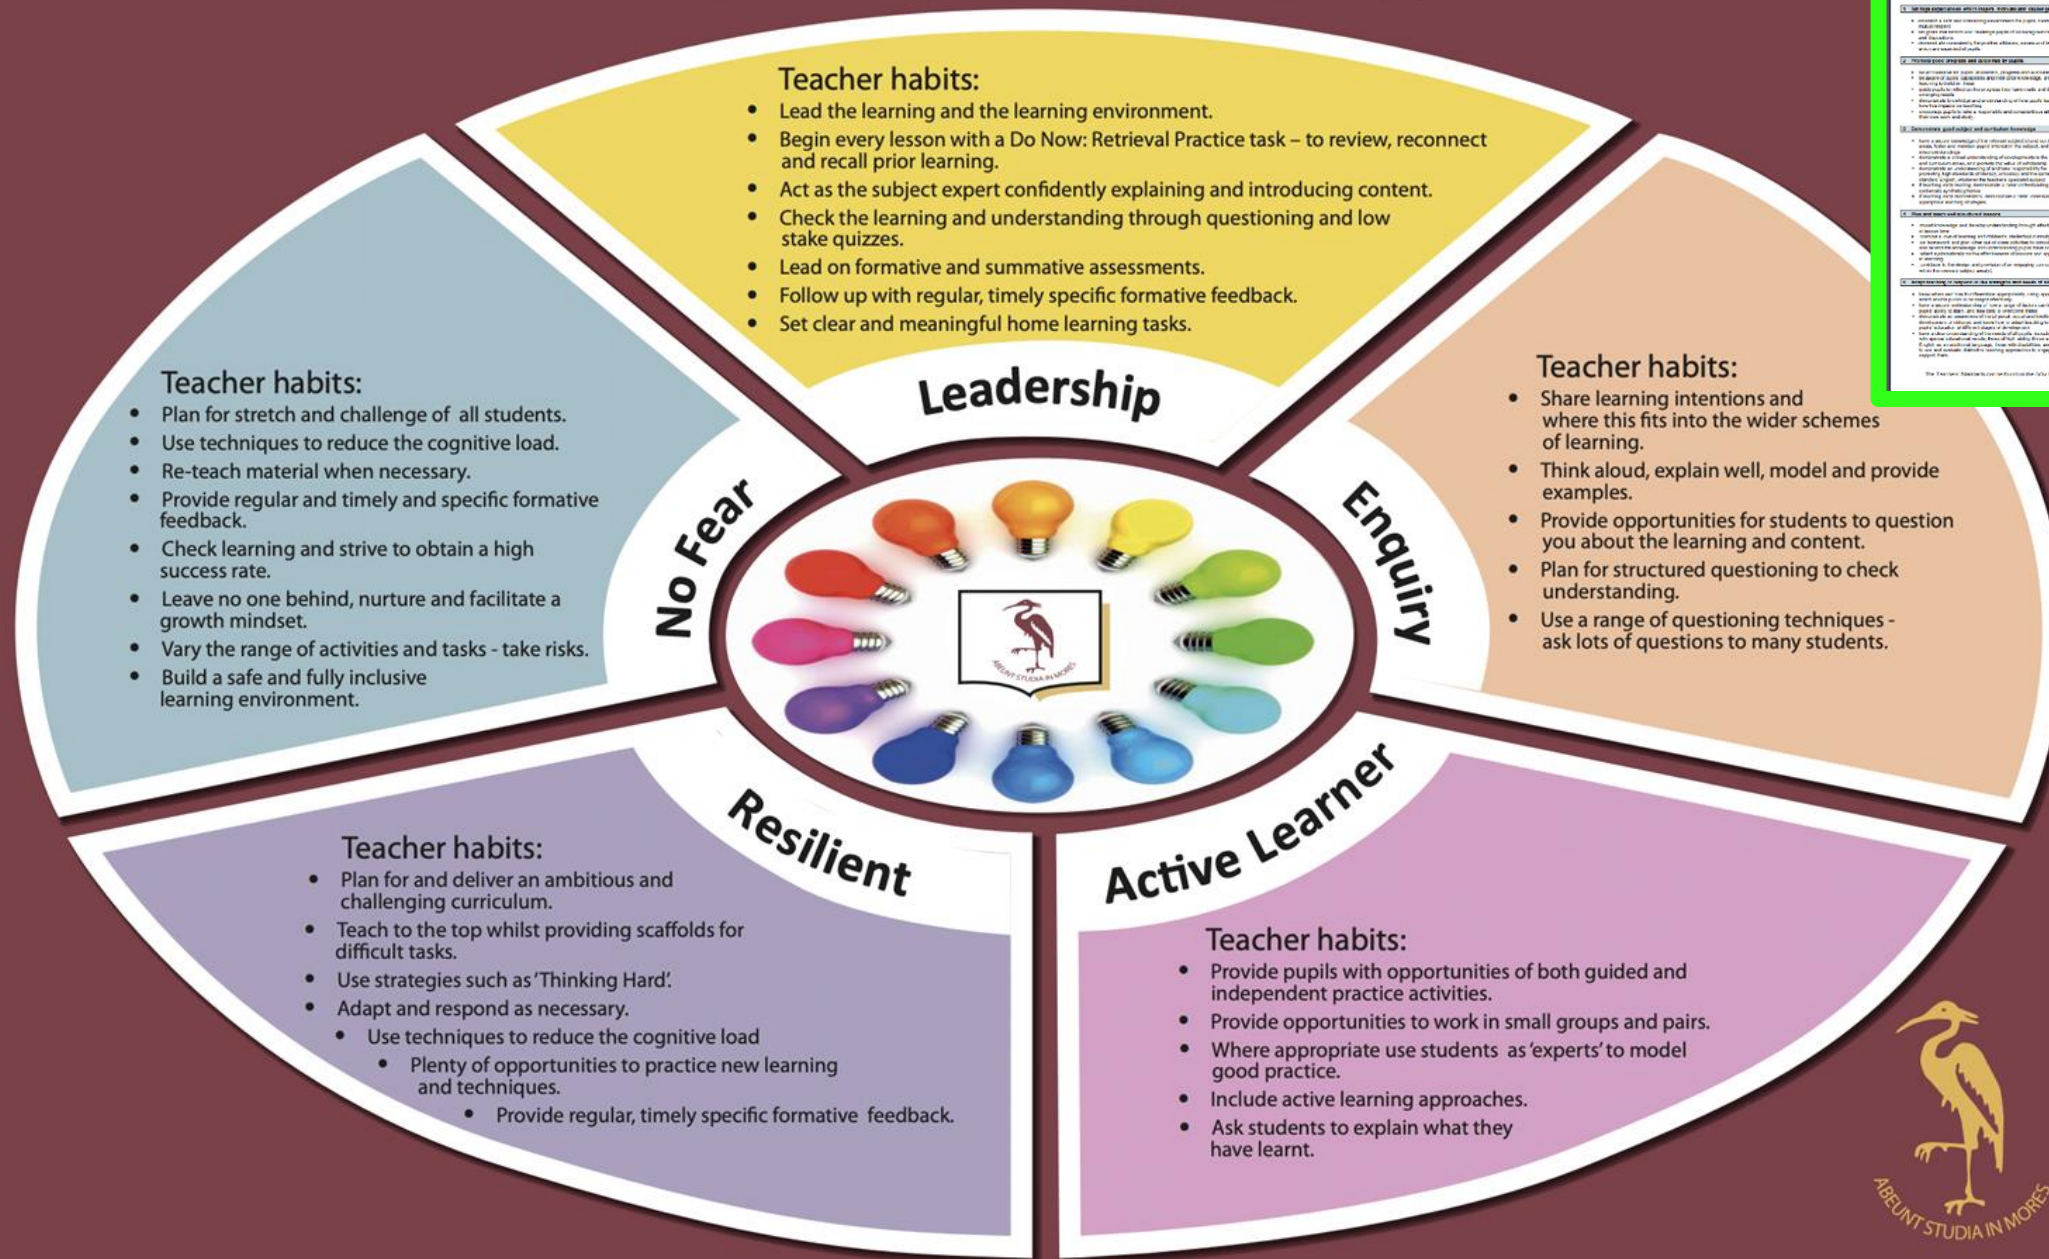 Teacher habits:
• Lead the learning and the learning environment.
• Begin every lesson with a Do Now: Retrieval Practice task – to review, reconnect
and recall prior learning.
• Act as the subject expert confidently explaining and introducing content.
• Check the learning and understanding through questioning and low
stake quizzes.
• Lead on formative and summative assessments.
• Follow up with regular, timely specific formative feedback.
• Set clear and meaningful home learning tasks.
Leadership
Teacher habits:
• Share learning intentions and
where this fits into the wider schemes
of learning.
• Think aloud, explain well, model and provide
examples.
• Provide opportunities for students to question
you about the learning and content.
• Plan for structured questioning to check
understanding.
• Use a range of questioning techniques -
ask lots of questions to many students.
Enquiry
Teacher habits:
• Provide pupils with opportunities of both guided and
independent practice activities.
• Provide opportunities to work in small groups and pairs.
• Where appropriate use students as ‘experts’ to model
good practice.
• Include active learning approaches.
• Ask students to explain what they
have learnt.
Active Learner
Teacher habits:
• Plan for and deliver an ambitious and
challenging curriculum.
• Teach to the top whilst providing scaffolds for
difficult tasks.
• Use strategies such as ‘Thinking Hard’.
• Adapt and respond as necessary.
• Use techniques to reduce the cognitive load
• Plenty of opportunities to practice new learning
and techniques.
• Provide regular, timely specific formative feedback.
Resilient
Teacher habits:
• Plan for stretch and challenge of all students.
• Use techniques to reduce the cognitive load.
• Re-teach material when necessary.
• Provide regular and timely and specific formative
feedback.
• Check learning and strive to obtain a high
success rate.
• Leave no one behind, nurture and facilitate a
growth mindset.
• Vary the range of activities and tasks - take risks.
• Build a safe and fully inclusive
learning environment.
No Fear
ABEUNT STUDIA IN MORES
ABEUNT STUDIA IN MORES